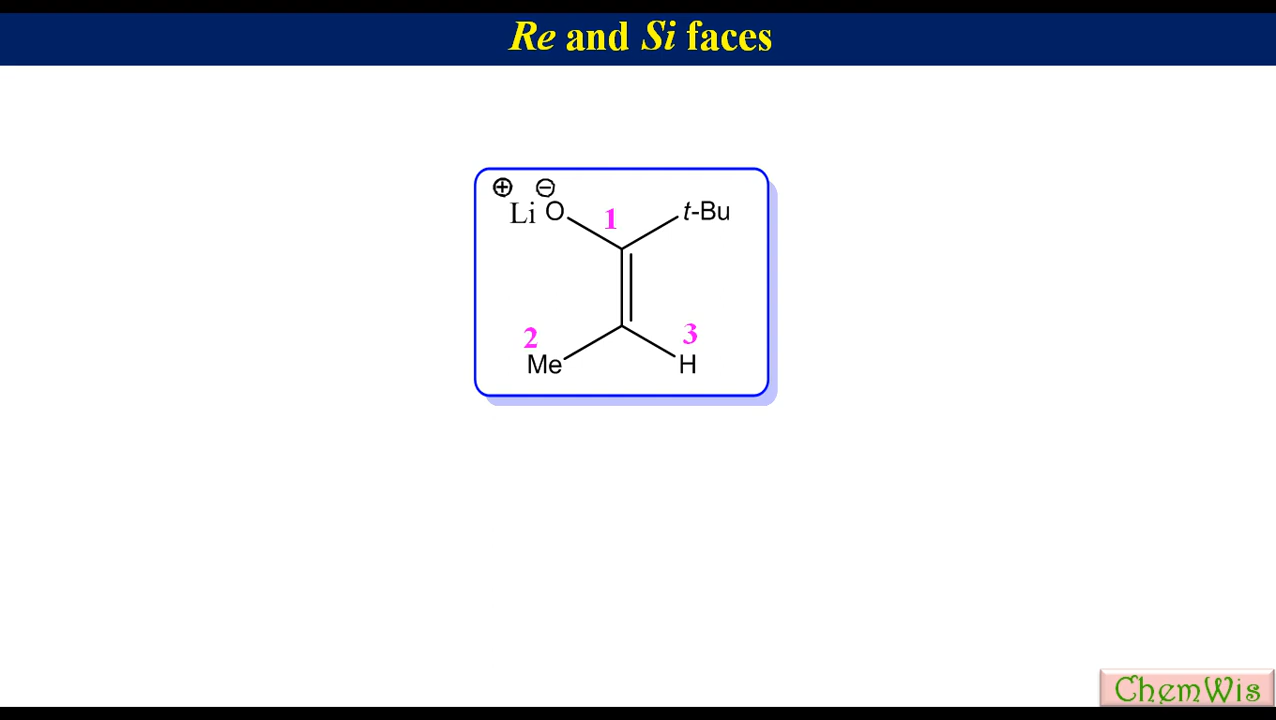 Re and Si faces
⊕ ⊖
Li O 1 t-Bu
2 3
Me H
ChemWis